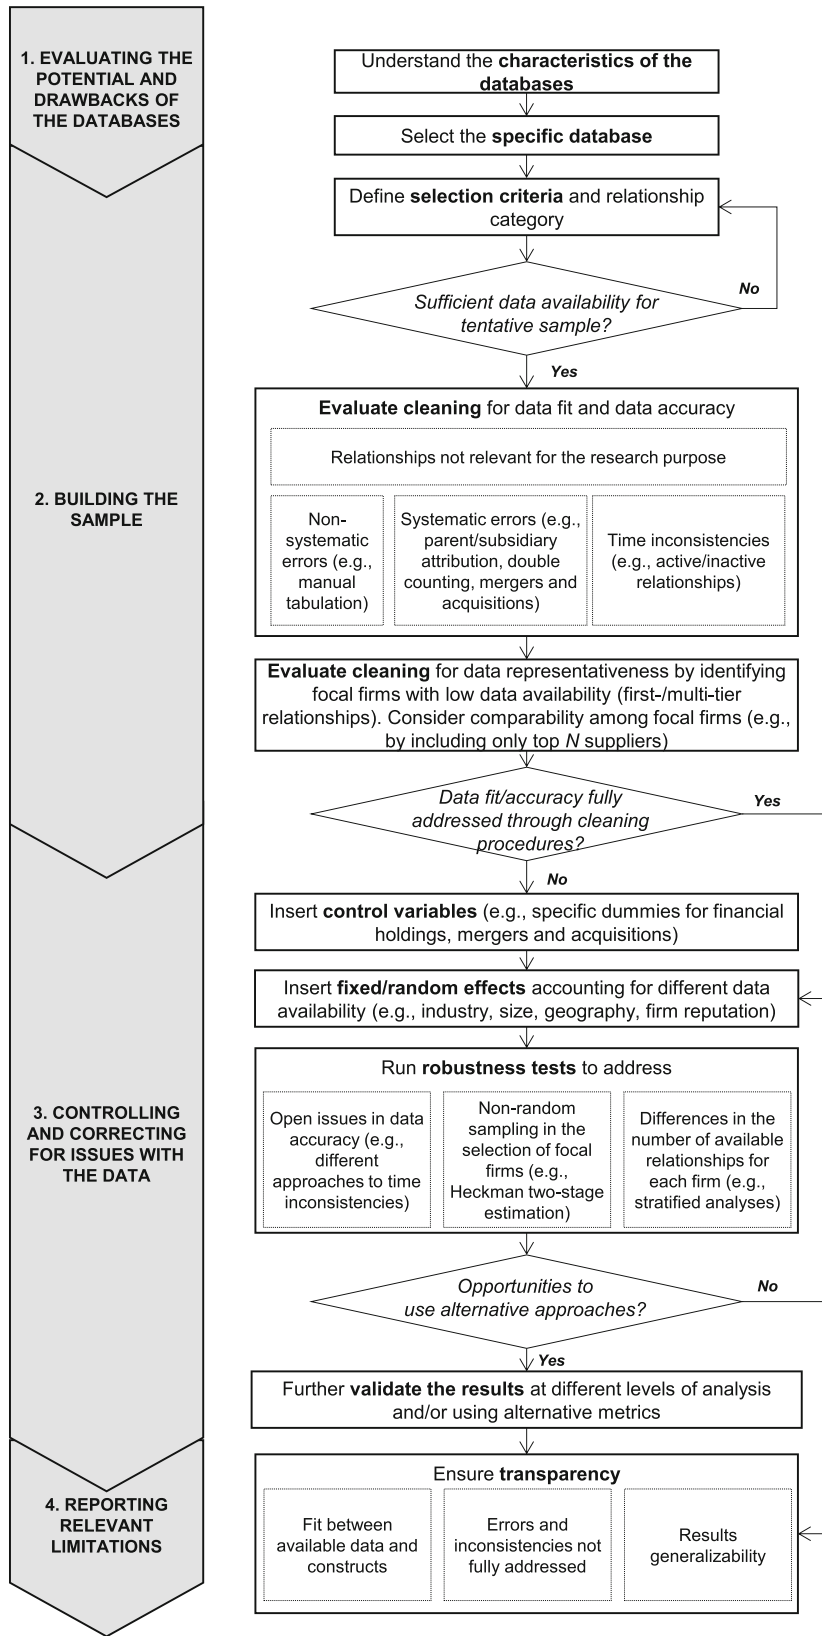 1. EVALUATING THE
POTENTIAL AND
DRAWBACKS OF
THE DATABASES
Understand the characteristics of the
databases
Select the specific database
Define selection criteria and relationship
category
No
Sufficient data availability for
tentative sample?
Yes
2. BUILDING THE
SAMPLE
Evaluate cleaning for data fit and data accuracy
Relationships not relevant for the research purpose
Non-
systematic
errors (e.g.,
manual
tabulation)
Systematic errors (e.g.,
parent/subsidiary
attribution, double
counting, mergers and
acquisitions)
Time inconsistencies
(e.g., active/inactive
relationships)
Evaluate cleaning for data representativeness by identifying
focal firms with low data availability (first-/multi-tier
relationships). Consider comparability among focal firms (e.g.,
by including only top N suppliers)
Data fit/accuracy fully
addressed through cleaning
procedures?
Yes
No
3. CONTROLLING
AND CORRECTING
FOR ISSUES WITH
THE DATA
Insert control variables (e.g., specific dummies for financial
holdings, mergers and acquisitions)
Insert fixed/random effects accounting for different data
availability (e.g., industry, size, geography, firm reputation)
Run robustness tests to address
Open issues in data
accuracy (e.g.,
different
approaches to time
inconsistencies)
Non-random
sampling in the
selection of focal
firms (e.g.,
Heckman two-stage
estimation)
Differences in the
number of available
relationships for
each firm (e.g.,
stratified analyses)
Opportunities to
use alternative approaches?
No
Yes
Further validate the results at different levels of analysis
and/or using alternative metrics
4. REPORTING
RELEVANT
LIMITATIONS
Ensure transparency
Fit between
available data and
constructs
Errors and
inconsistencies not
fully addressed
Results
generalizability